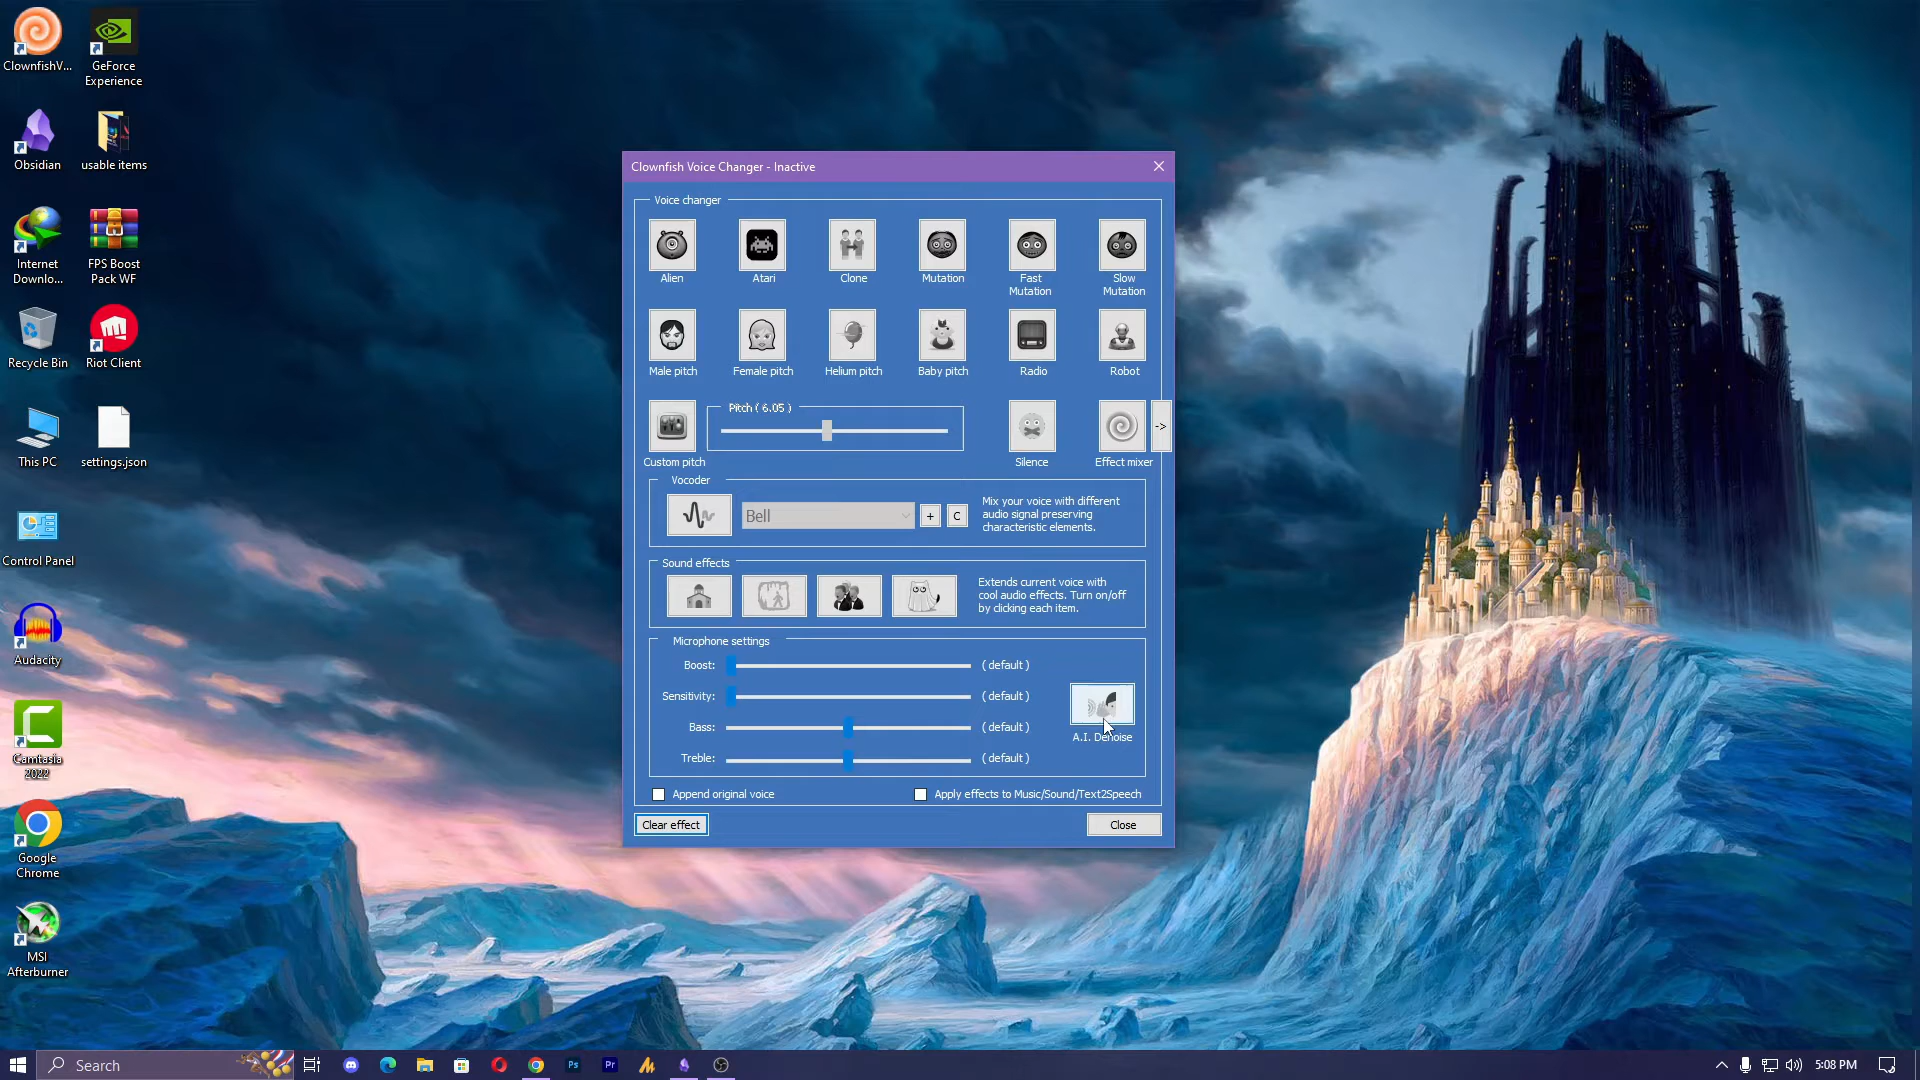 ClownfishV...
GeForce
Experience
Obsidian
usable items
Internet
Downlo...
FPS Boost
Pack WF
Recycle Bin
Riot Client
This PC
settings.json
Control Panel
Audacity
Camtasia
2022
Google
Chrome
MSI
Afterburner
Clownfish Voice Changer - Inactive
Voice changer
Alien
Atari
Clone
Mutation
Fast
Mutation
Slow
Mutation
Male pitch
Female pitch
Helium pitch
Baby pitch
Radio
Robot
Pitch ( 6.05 )
->
Custom pitch
Silence
Effect mixer
Vocoder
Bell
+
C
Mix your voice with different
audio signal preserving
characteristic elements.
Sound effects
Extends current voice with
cool audio effects. Turn on/off
by clicking each item.
Microphone settings
Boost:
( default )
Sensitivity:
( default )
Bass:
( default )
Treble:
( default )
A.I. Denoise
Append original voice
Apply effects to Music/Sound/Text2Speech
Clear effect
Close
Search
Ps
Pr
5:08 PM